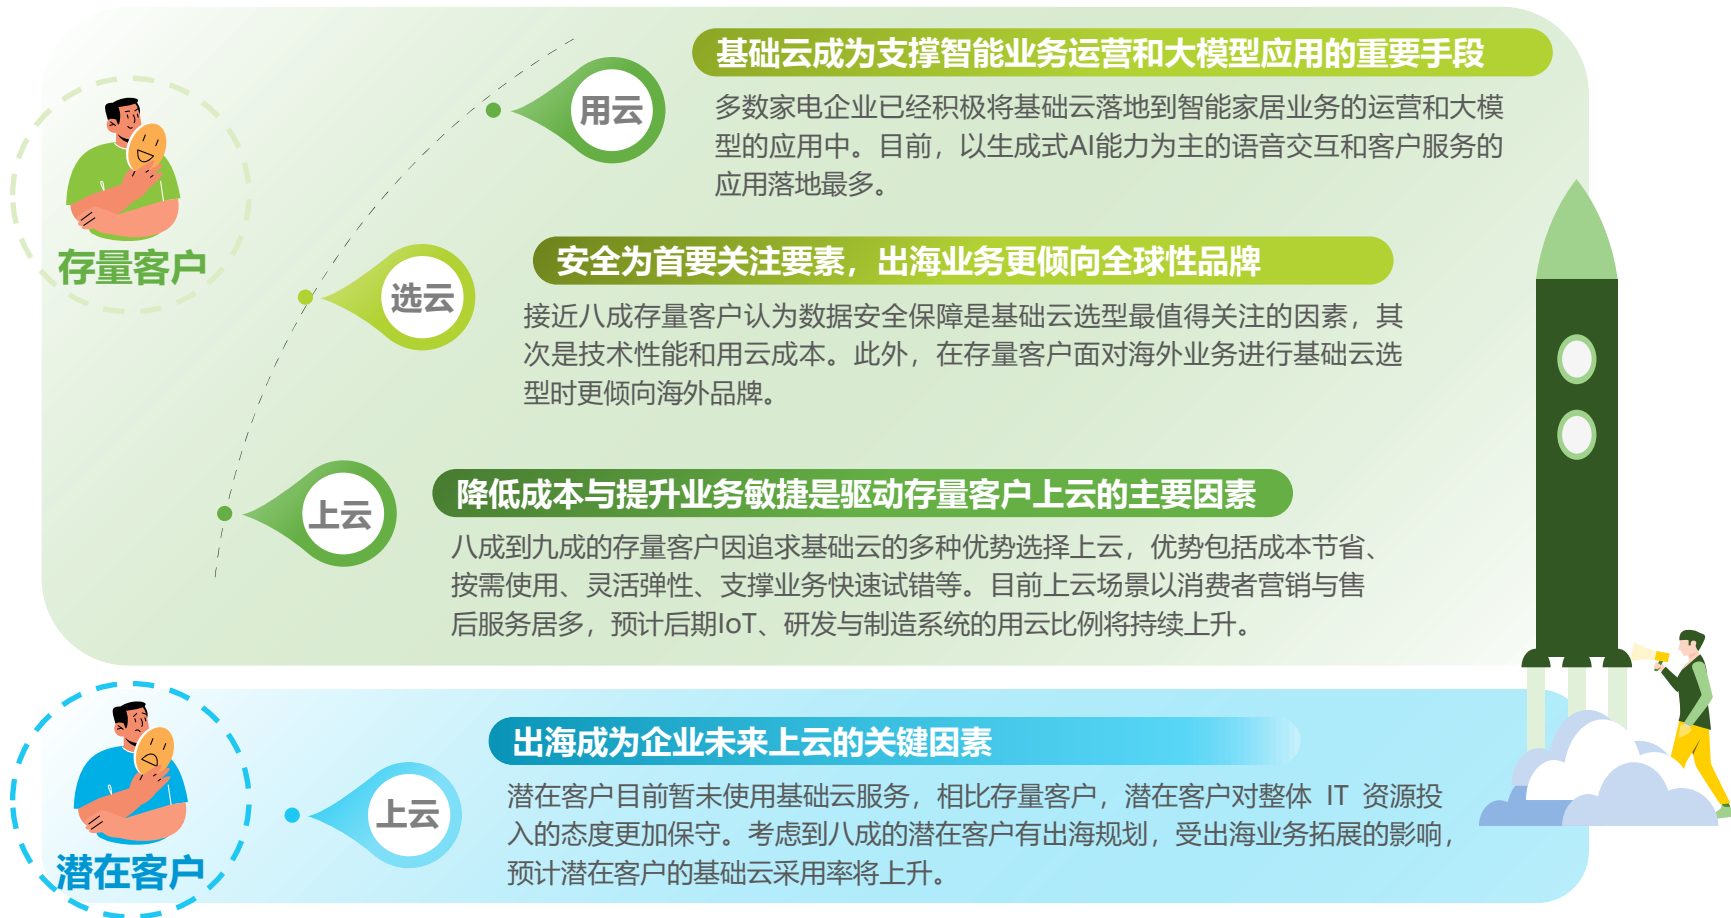 存量客户
用云
基础云成为支撑智能业务运营和大模型应用的重要手段
多数家电企业已经积极将基础云落地到智能家居业务的运营和大模
型的应用中。目前，以生成式AI能力为主的语音交互和客户服务的
应用落地最多。
选云
安全为首要关注要素，出海业务更倾向全球性品牌
接近八成存量客户认为数据安全保障是基础云选型最值得关注的因素，其
次是技术性能和用云成本。此外，在存量客户面对海外业务进行基础云选
型时更倾向海外品牌。
上云
降低成本与提升业务敏捷是驱动存量客户上云的主要因素
八成到九成的存量客户因追求基础云的多种优势选择上云，优势包括成本节省、
按需使用、灵活弹性、支撑业务快速试错等。目前上云场景以消费者营销与售
后服务居多，预计后期IoT、研发与制造系统的用云比例将持续上升。
潜在客户
上云
出海成为企业未来上云的关键因素
潜在客户目前暂未使用基础云服务，相比存量客户，潜在客户对整体 IT 资源投
入的态度更加保守。考虑到八成的潜在客户有出海规划，受出海业务拓展的影响，
预计潜在客户的基础云采用率将上升。